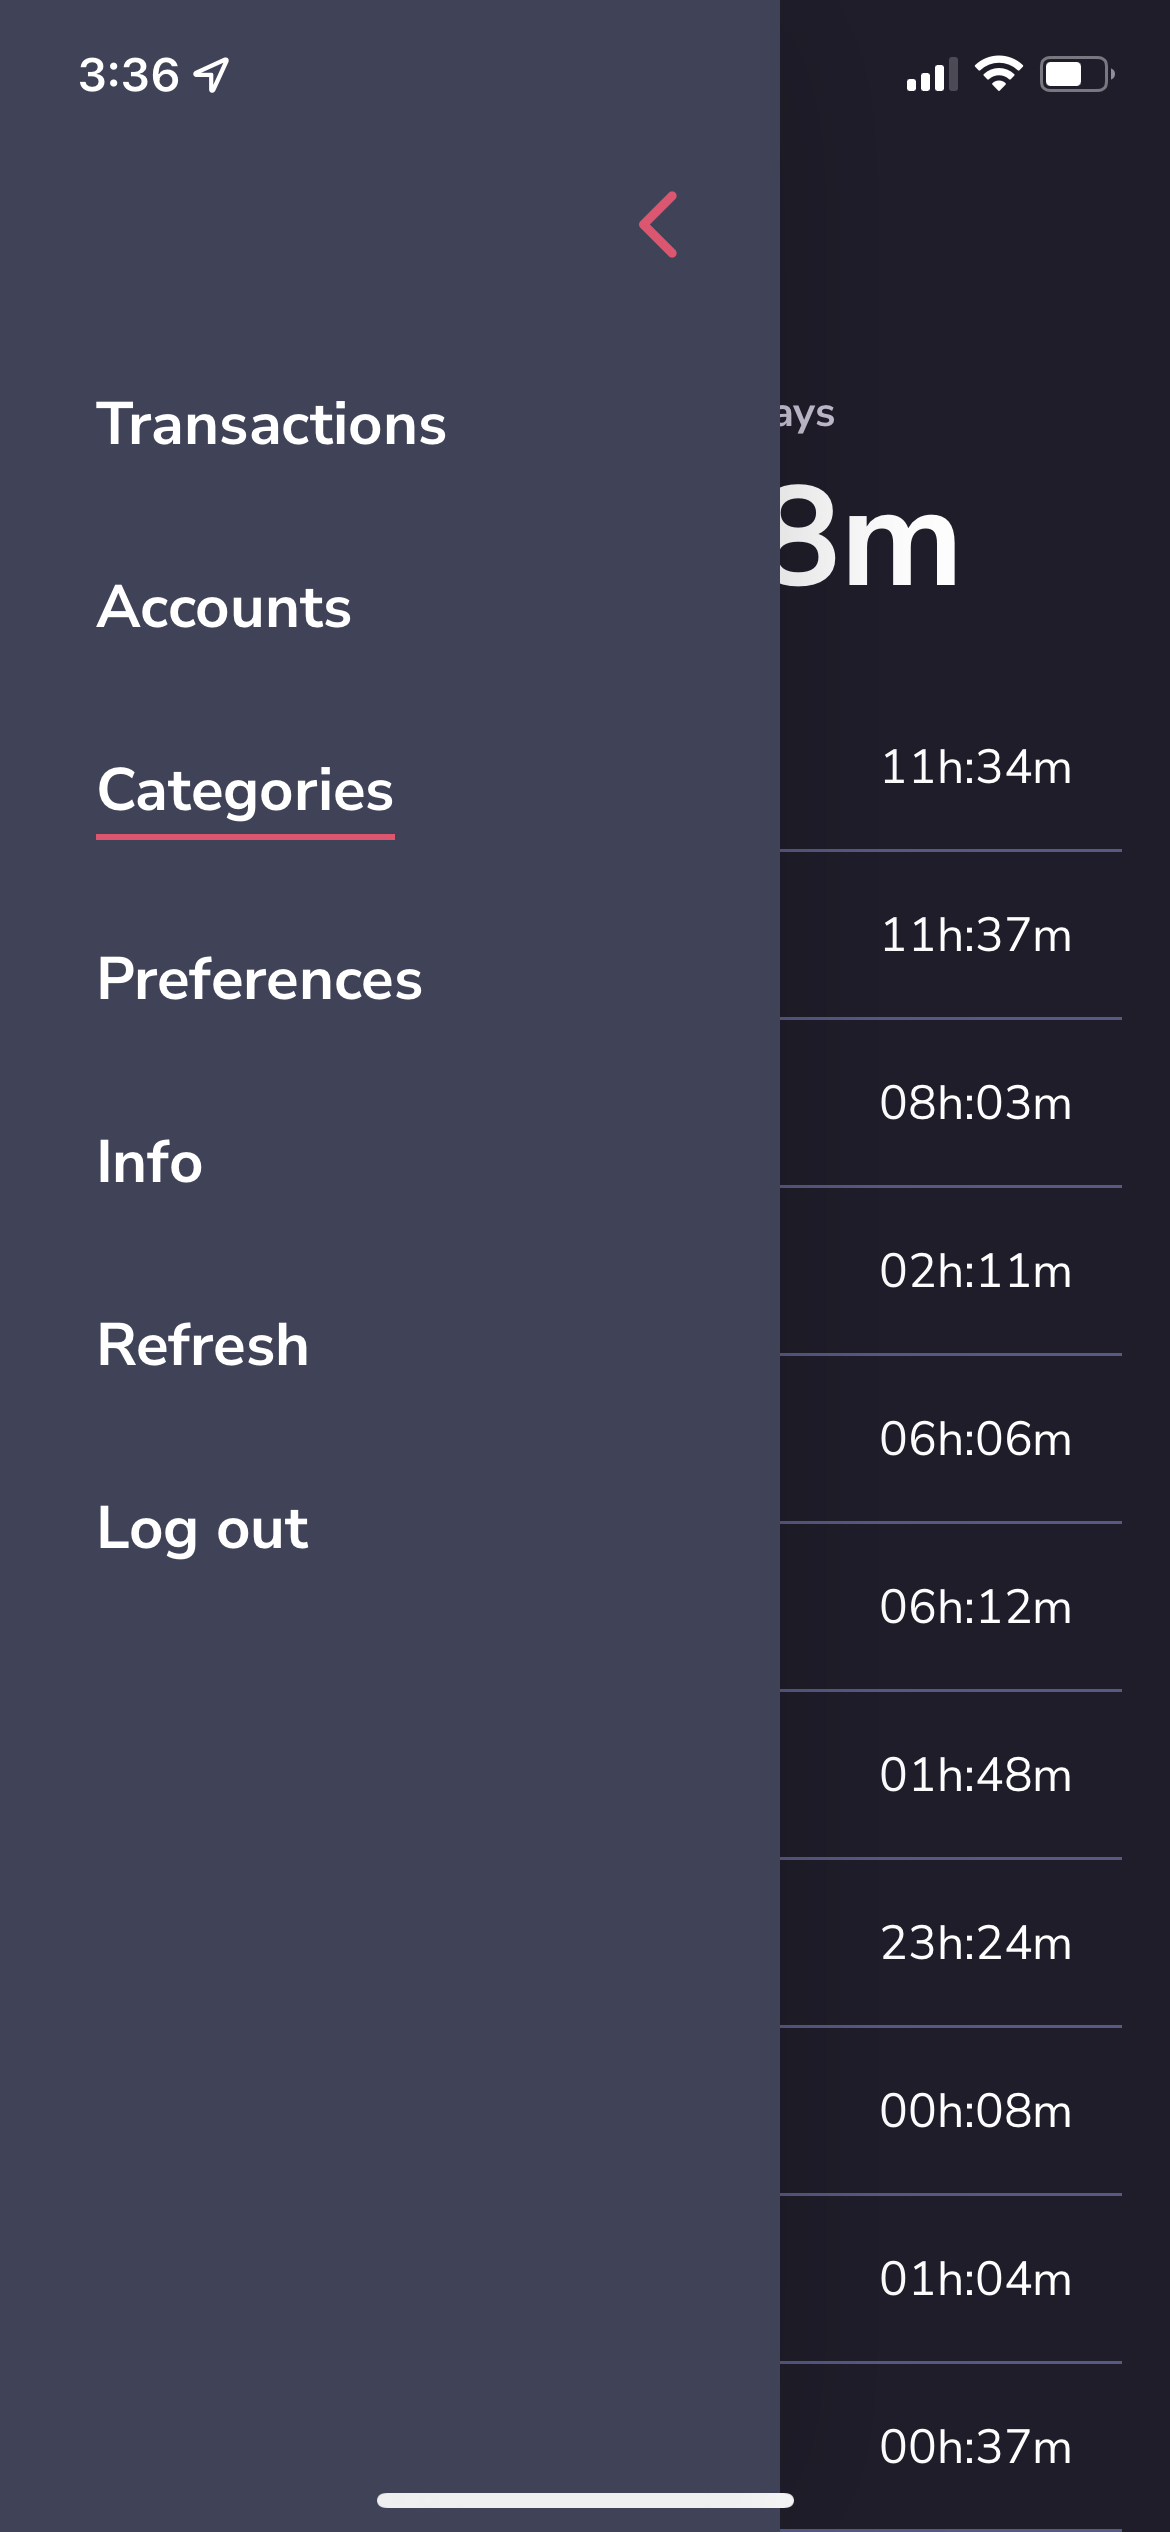 3:36
Transactions
Accounts
Categories
Preferences
Info
Refresh
Log out
ays
8m
11h:34m
11h:37m
08h:03m
02h:11m
06h:06m
06h:12m
01h:48m
23h:24m
00h:08m
01h:04m
00h:37m